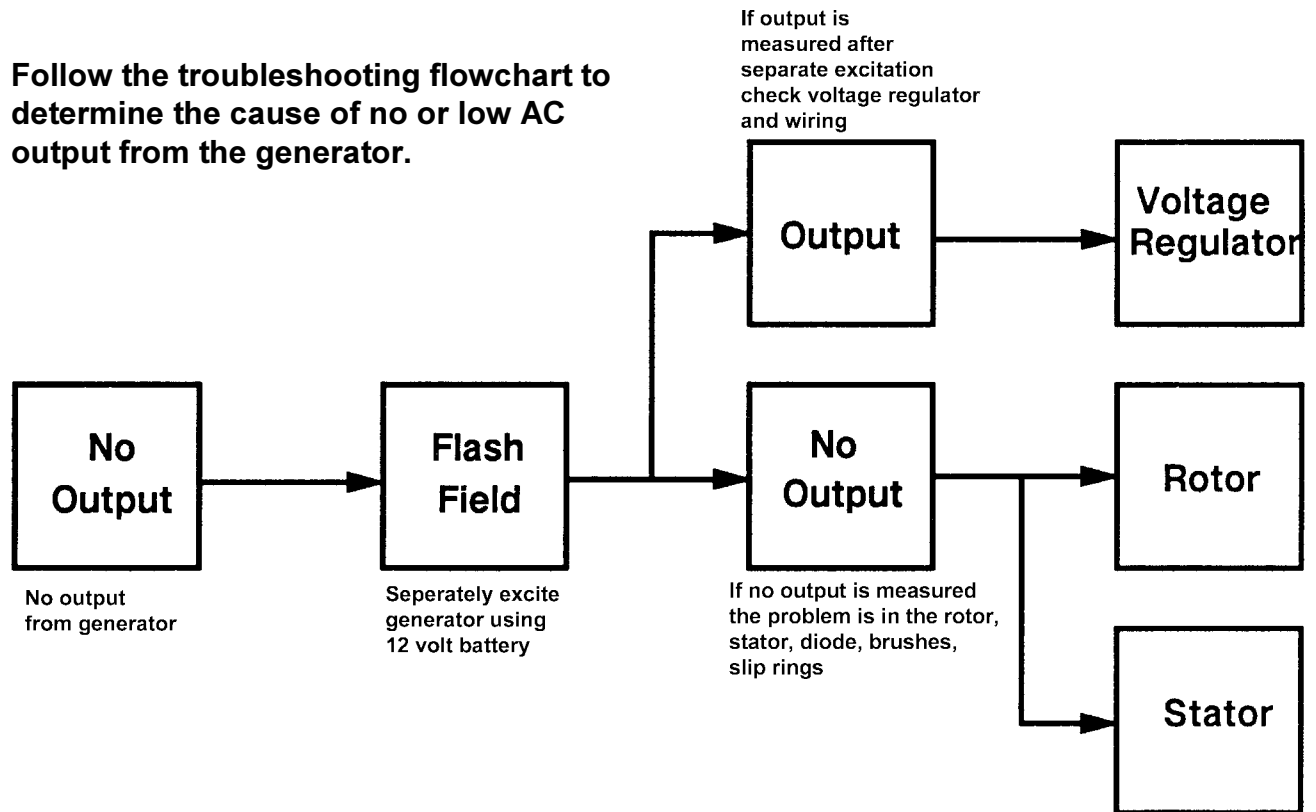 Follow the troubleshooting flowchart to
determine the cause of no or low AC
output from the generator.
If output is
measured after
separate excitation
check voltage regulator
and wiring
Output
Voltage
Regulator
No
Output
No output
from generator
Flash
Field
Seperately excite
generator using
12 volt battery
No
Output
If no output is measured
the problem is in the rotor,
stator, diode, brushes,
slip rings
Rotor
Stator